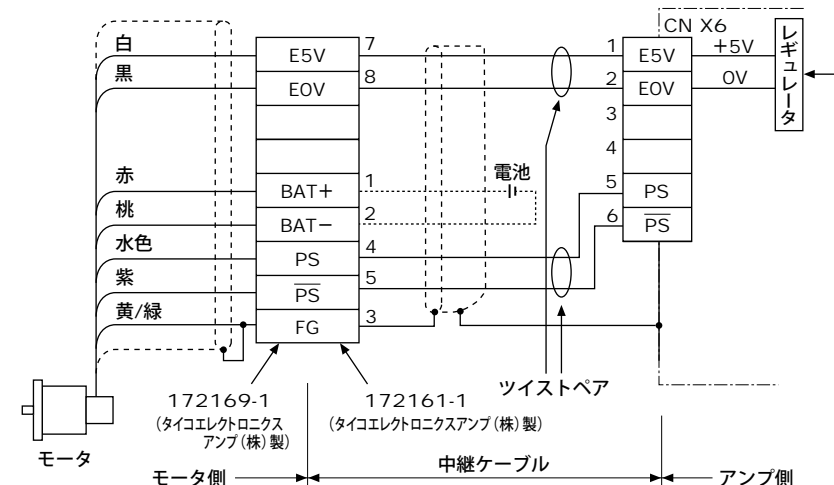 CN X6
白
E5V
7
1
E5V
+5V
レギュレータ
黒
E0V
8
2
E0V
0V
3
4
電池
赤
BAT+
1
5
PS
桃
BAT−
2
6
P̅S̅
水色
PS
4
紫
P̅S̅
5
黄/緑
FG
3
172169-1
(タイコエレクトロニクス
アンプ(株)製)
172161-1
(タイコエレクトロニクスアンプ(株)製)
ツイストペア
モータ
モータ側
中継ケーブル
アンプ側